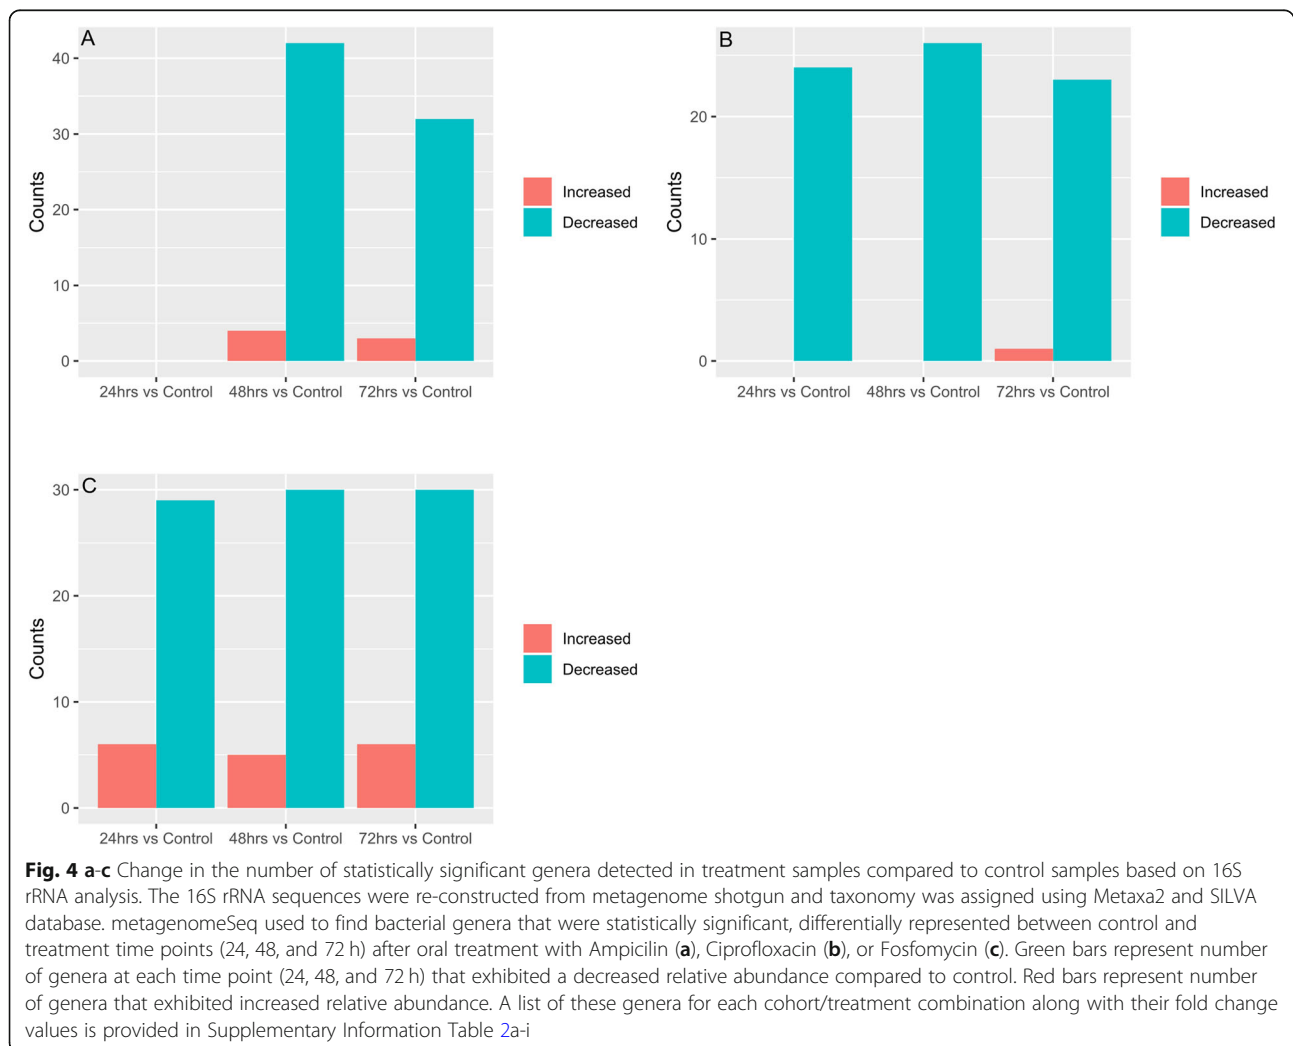 A
40
30
20
10
0
Counts
24hrs vs Control 48hrs vs Control 72hrs vs Control
Increased
Decreased
B
20
10
0
Counts
24hrs vs Control 48hrs vs Control 72hrs vs Control
Increased
Decreased
C
30
20
10
0
Counts
24hrs vs Control 48hrs vs Control 72hrs vs Control
Increased
Decreased
Fig. 4 a-c Change in the number of statistically significant genera detected in treatment samples compared to control samples based on 16S
rRNA analysis. The 16S rRNA sequences were re-constructed from metagenome shotgun and taxonomy was assigned using Metaxa2 and SILVA
database. metagenomeSeq used to find bacterial genera that were statistically significant, differentially represented between control and
treatment time points (24, 48, and 72 h) after oral treatment with Ampicilin (a), Ciprofloxacin (b), or Fosfomycin (c). Green bars represent number
of genera at each time point (24, 48, and 72 h) that exhibited a decreased relative abundance compared to control. Red bars represent number
of genera that exhibited increased relative abundance. A list of these genera for each cohort/treatment combination along with their fold change
values is provided in Supplementary Information Table 2a-i